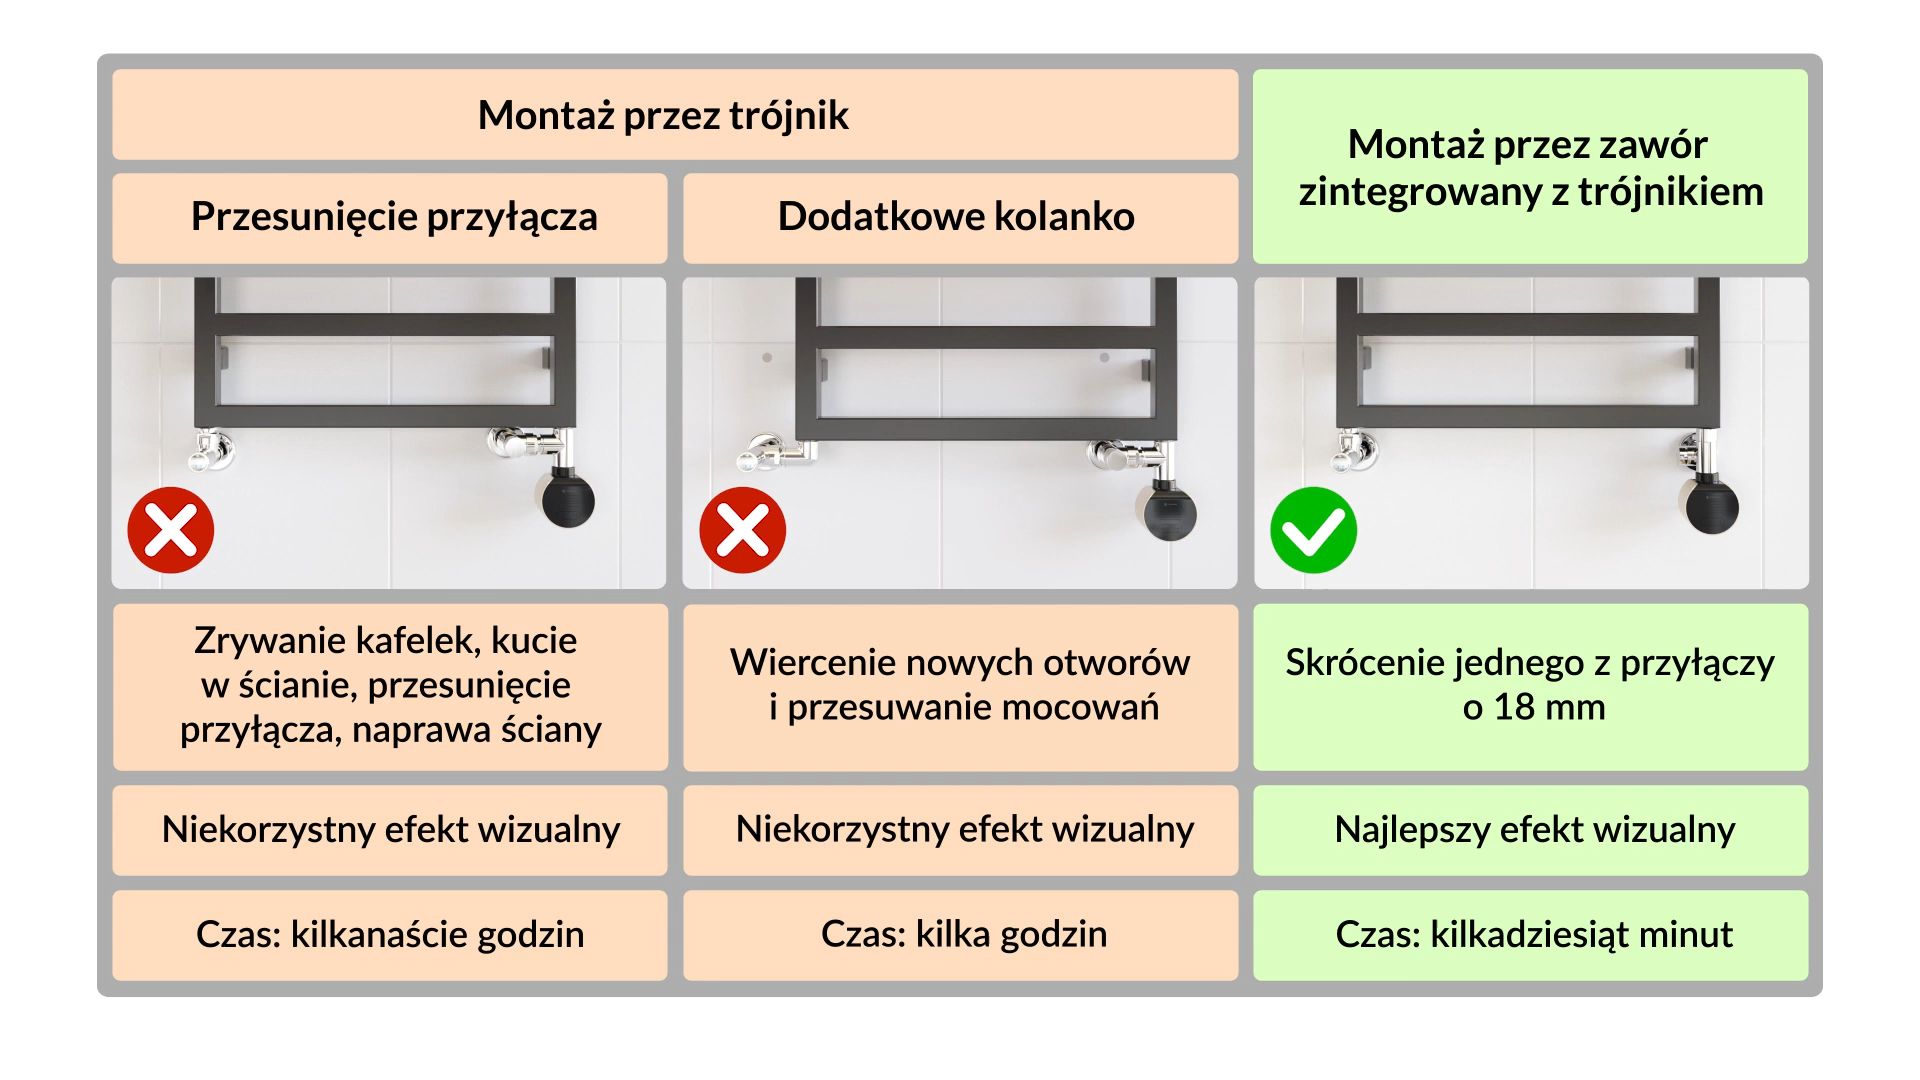 Montaż przez trójnik
Montaż przez zawór
zintegrowany z trójnikiem
Przesunięcie przyłącza
Dodatkowe kolanko
Zrywanie kafelek, kucie
w ścianie, przesunięcie
przyłącza, naprawa ściany
Wiercenie nowych otworów
i przesuwanie mocowań
Skrócenie jednego z przyłączy
o 18 mm
Niekorzystny efekt wizualny
Niekorzystny efekt wizualny
Najlepszy efekt wizualny
Czas: kilkanaście godzin
Czas: kilka godzin
Czas: kilkadziesiąt minut